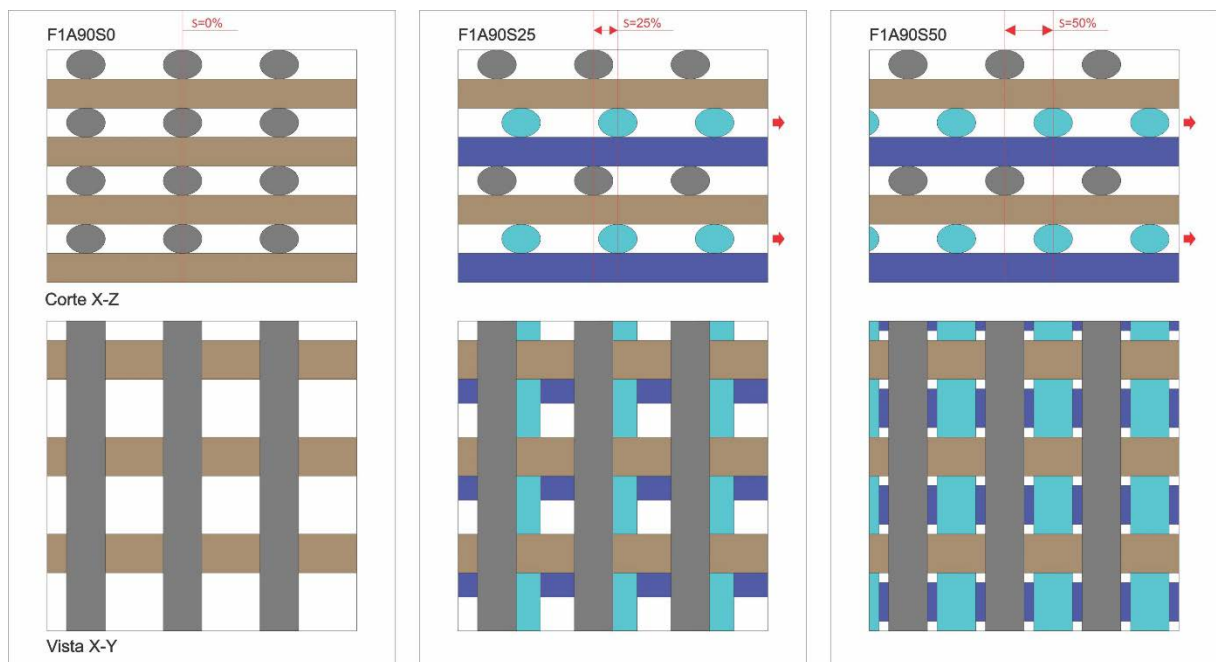 S=0%
F1A90S0
S=25%
F1A90S25
S=50%
F1A90S50
Corte X-Z
Vista X-Y